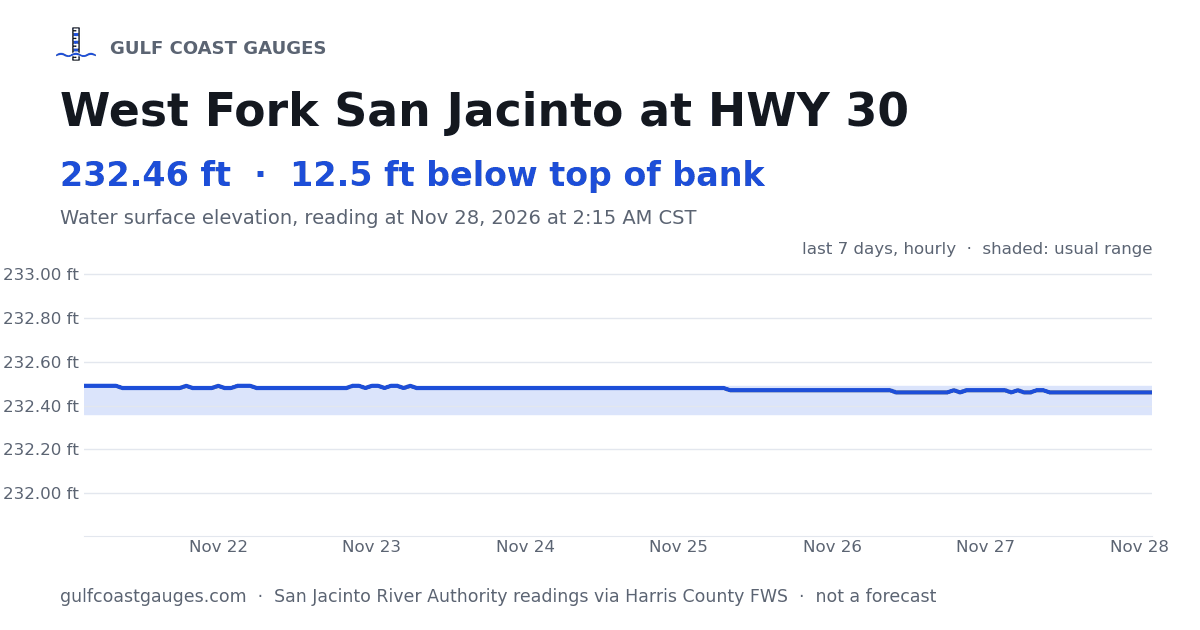 GULF COAST GAUGES
West Fork San Jacinto at HWY 30
232.46 ft · 12.5 ft below top of bank
Water surface elevation, reading at Nov 28, 2026 at 2:15 AM CST
last 7 days, hourly · shaded: usual range
233.00 ft
232.80 ft
232.60 ft
232.40 ft
232.20 ft
232.00 ft
Nov 22 Nov 23 Nov 24 Nov 25 Nov 26 Nov 27 Nov 28
gulfcoastgauges.com · San Jacinto River Authority readings via Harris County FWS · not a forecast